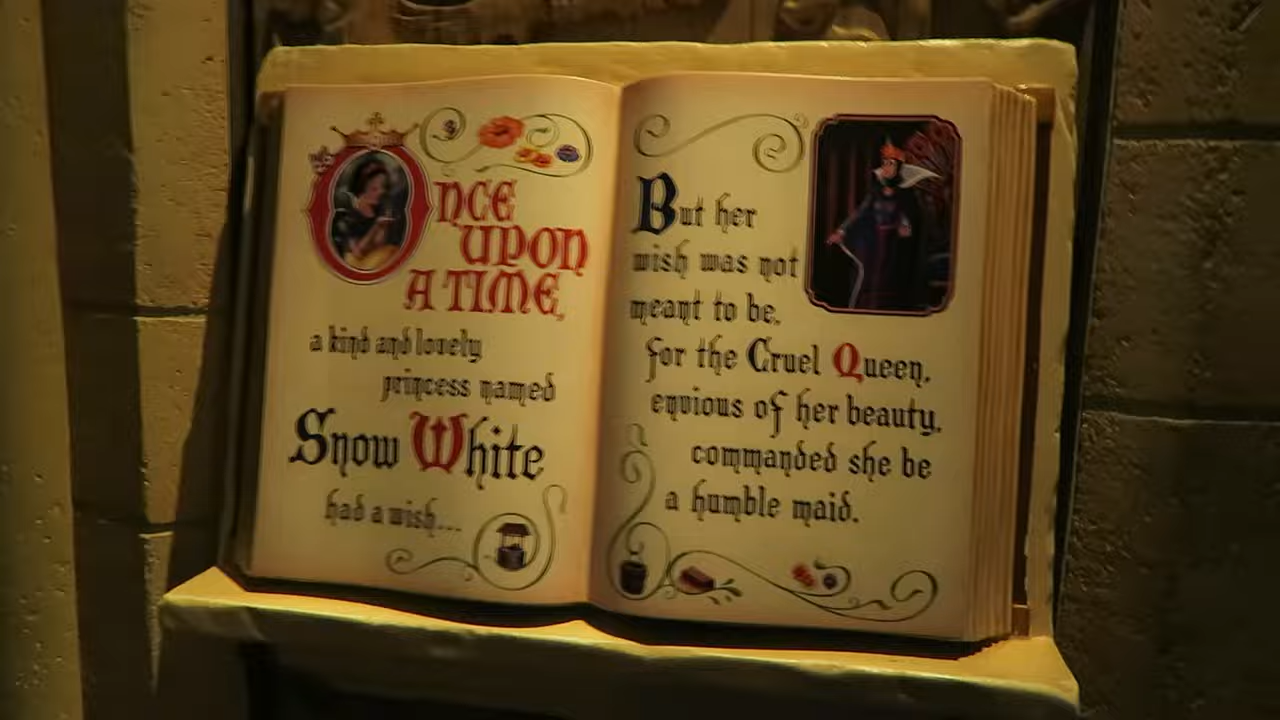 Once
upon
a time,
a kind and lovely
princess named
Snow White
had a wish...
But her
wish was not
meant to be,
for the Cruel Queen,
envious of her beauty,
commanded she be
a humble maid.